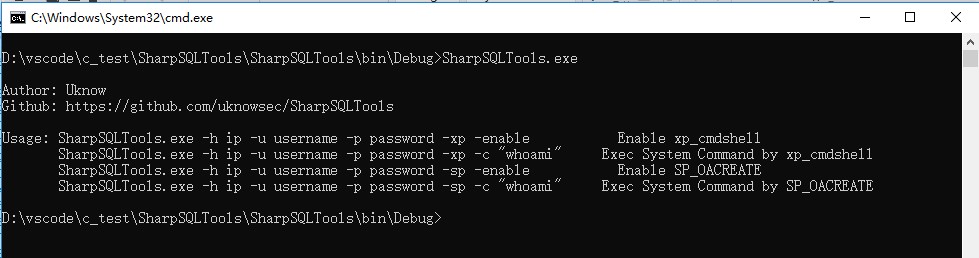 C:\Windows\System32\cmd.exe
D:\vscode\c_test\SharpSQLTools\SharpSQLTools\bin\Debug>SharpSQLTools.exe
Author: Uknow
Github: https://github.com/uknowsec/SharpSQLTools
Usage: SharpSQLTools.exe -h ip -u username -p password -xp -enable Enable xp_cmdshell
SharpSQLTools.exe -h ip -u username -p password -xp -c "whoami" Exec System Command by xp_cmdshell
SharpSQLTools.exe -h ip -u username -p password -sp -enable Enable SP_OACREATE
SharpSQLTools.exe -h ip -u username -p password -sp -c "whoami" Exec System Command by SP_OACREATE
D:\vscode\c_test\SharpSQLTools\SharpSQLTools\bin\Debug>